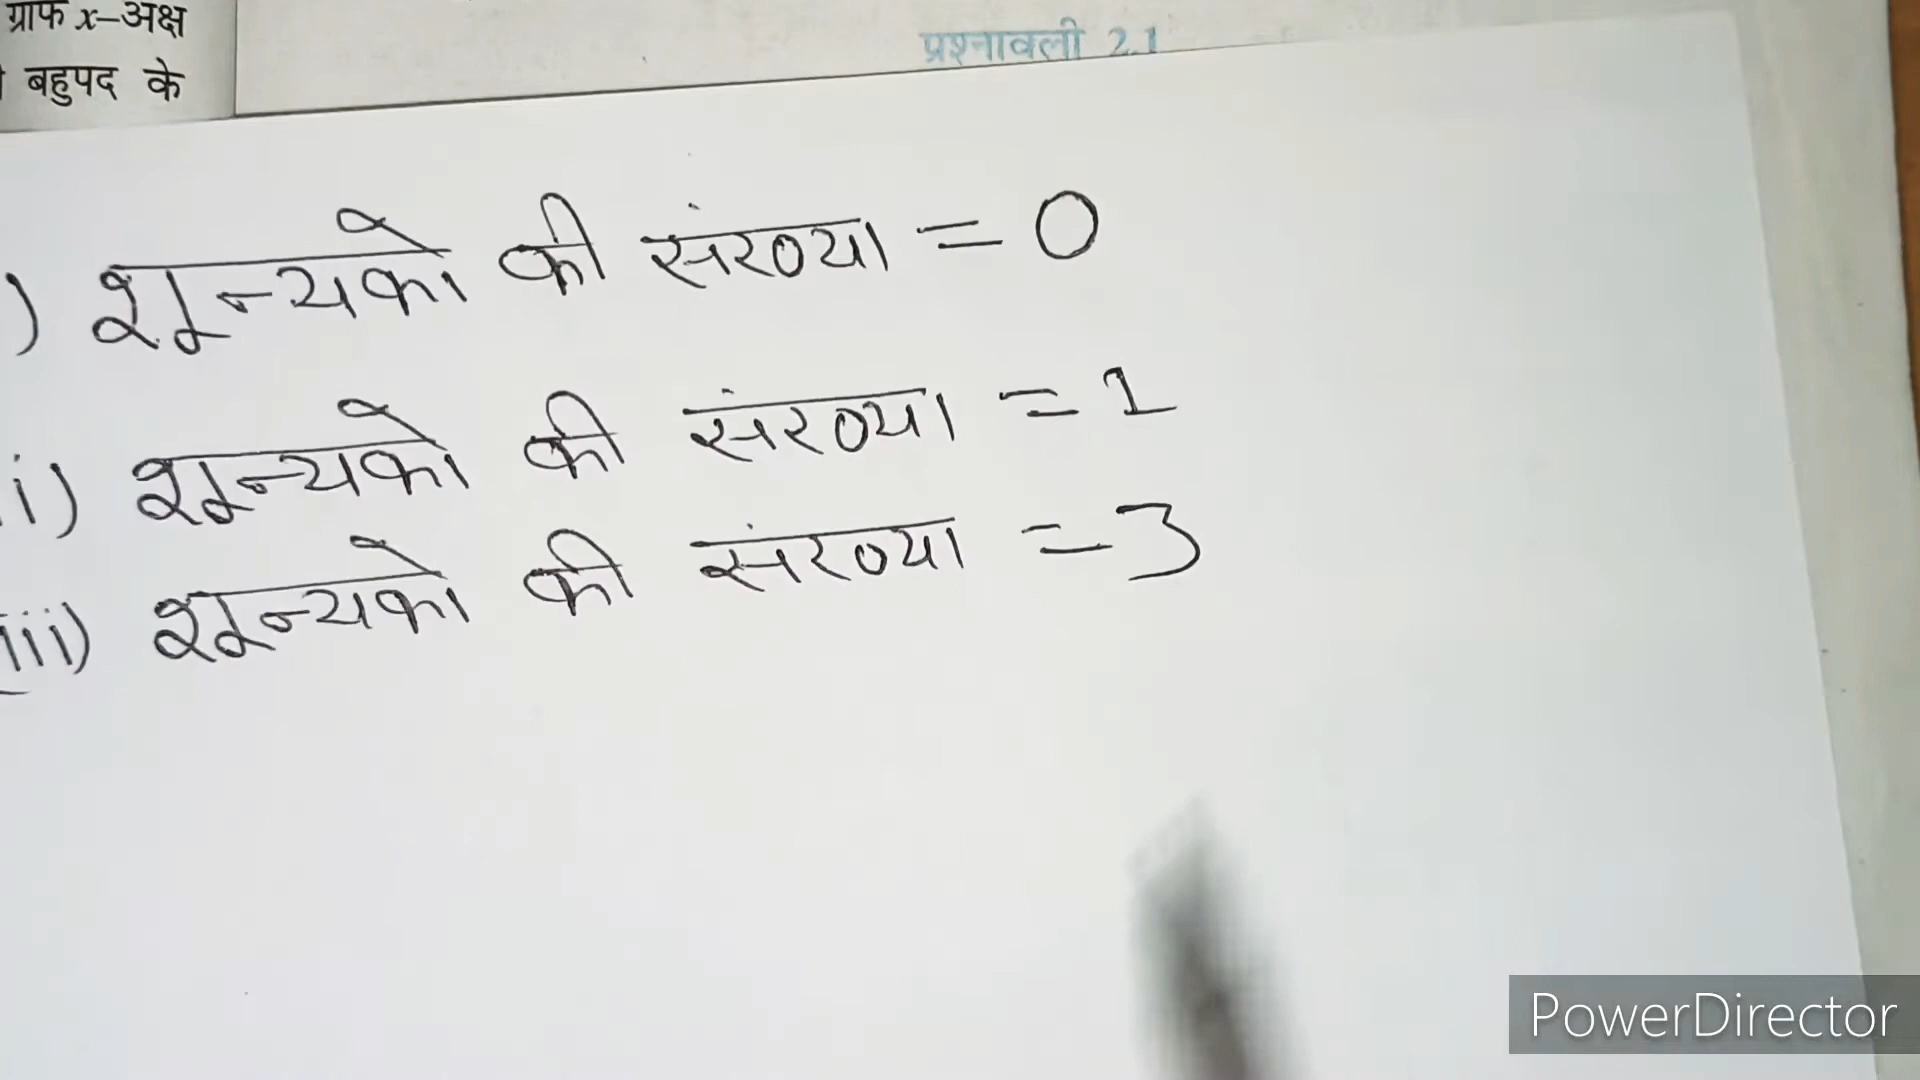 ग्राफ x-अक्ष
बहुपद के
प्रश्नावली 2.1
) शून्यको की संख्या = 0
i) शून्यको की संख्या = 1
iii) शून्यको की संख्या = 3
PowerDirector